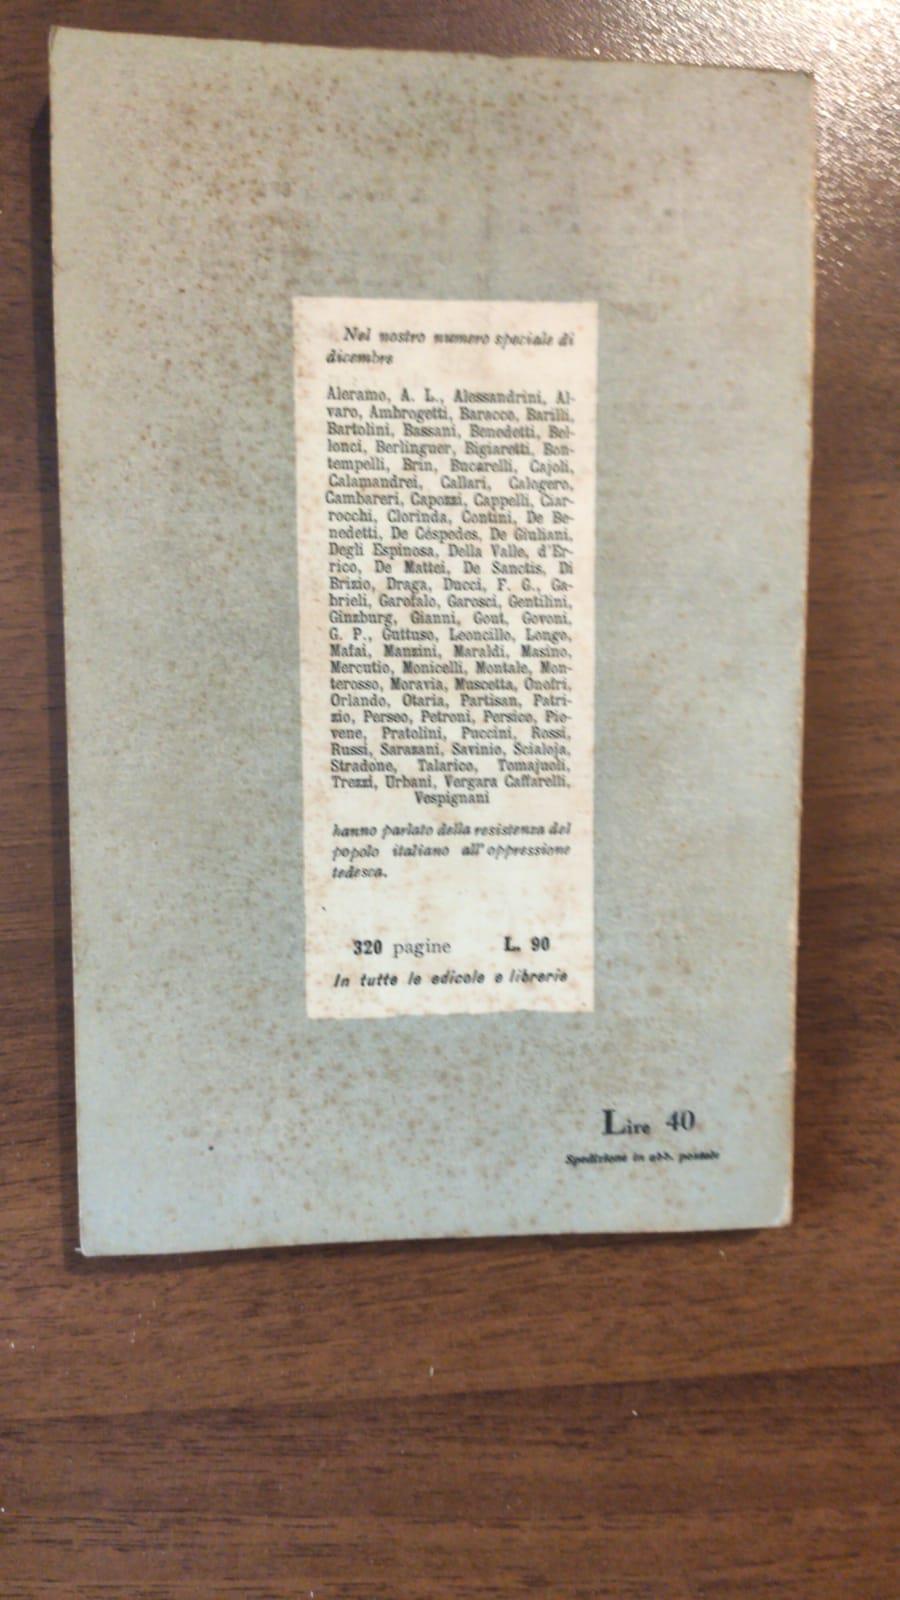 Nel nostro numero speciale di
dicembre
Aleramo, A. L., Alessandrini, Al-
varo, Ambrogetti, Baracco, Barilli,
Bartolini, Bassani, Benedetti, Bel-
lonci, Berlinguer, Bigiaretti, Bon-
tempelli, Brin, Bucarelli, Cajoli,
Calamandrei, Callari, Calogero,
Cambareri, Capozzi, Cappelli, Ciar-
rocchi, Clorinda, Contini, De Be-
nedetti, De Céspedes, De Giuliani,
Degli Espinosa, Della Valle, d'Er-
rico, De Mattei, De Sanctis, Di
Brizio, Draga, Ducci, F. G., Ga-
brieli, Garofalo, Garosci, Gentilini,
Ginzburg, Gianni, Gout, Govoni,
G. P., Guttuso, Leoncillo, Longo,
Mafai, Manzini, Maraldi, Masino,
Mercutio, Monicelli, Montale, Mon-
terosso, Moravia, Muscetta, Onofri,
Orlando, Otaria, Partisan, Patri-
zio, Perseo, Petroni, Persico, Pio-
vene, Pratolini, Puccini, Rossi,
Russi, Sarazani, Savinio, Scialoja,
Stradone, Talarico, Tomajuoli,
Trezzi, Urbani, Vergara Caffarelli,
Vespignani
hanno parlato della resistenza del
popolo italiano all'oppressione
tedesca.
320 pagine L. 90
In tutte le edicole e librerie
Lire 40
Spedizione in abb. postale